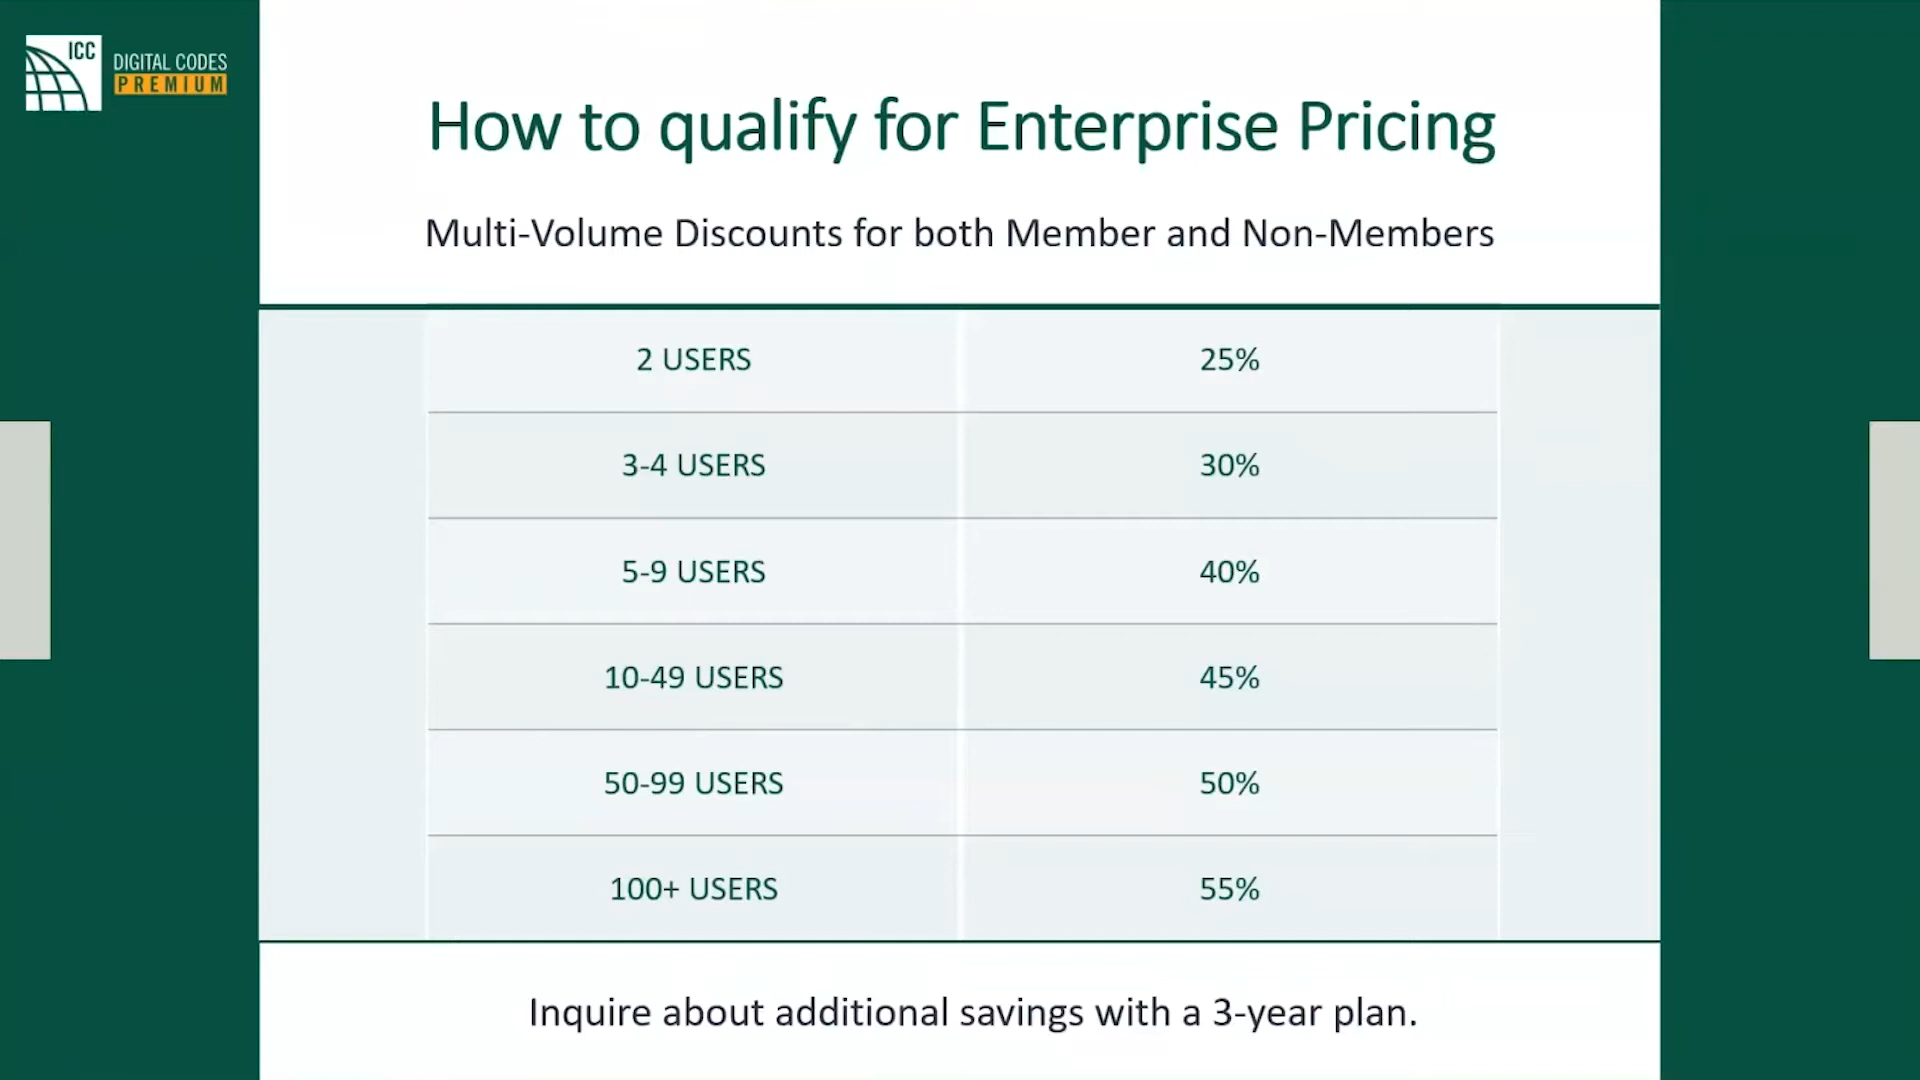 ICC
DIGITAL CODES
PREMIUM
How to qualify for Enterprise Pricing
Multi-Volume Discounts for both Member and Non-Members
2 USERS 25%
3-4 USERS 30%
5-9 USERS 40%
10-49 USERS 45%
50-99 USERS 50%
100+ USERS 55%
Inquire about additional savings with a 3-year plan.